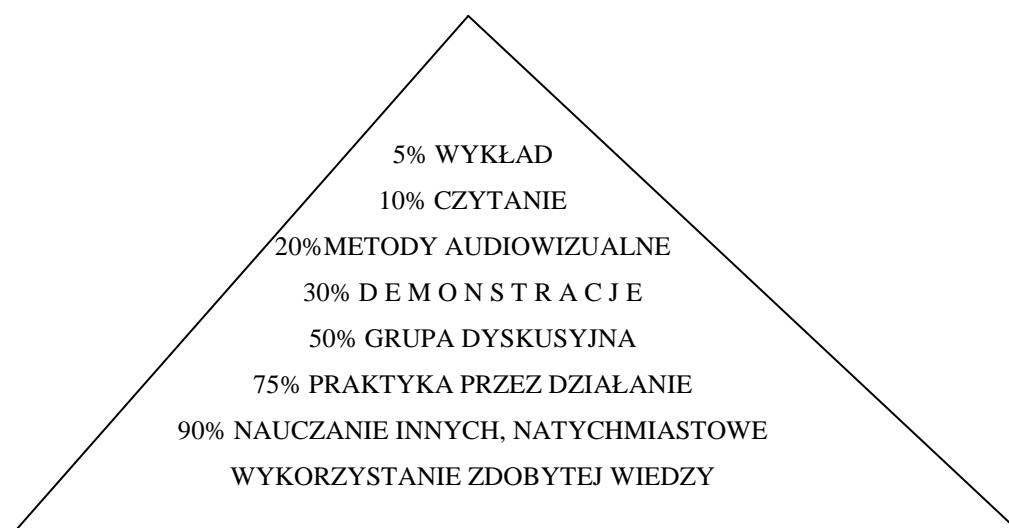 5% WYKŁAD
10% CZYTANIE
20%METODY AUDIOWIZUALNE
30% D E M O N S T R A C J E
50% GRUPA DYSKUSYJNA
75% PRAKTYKA PRZEZ DZIAŁANIE
90% NAUCZANIE INNYCH, NATYCHMIASTOWE
WYKORZYSTANIE ZDOBYTEJ WIEDZY